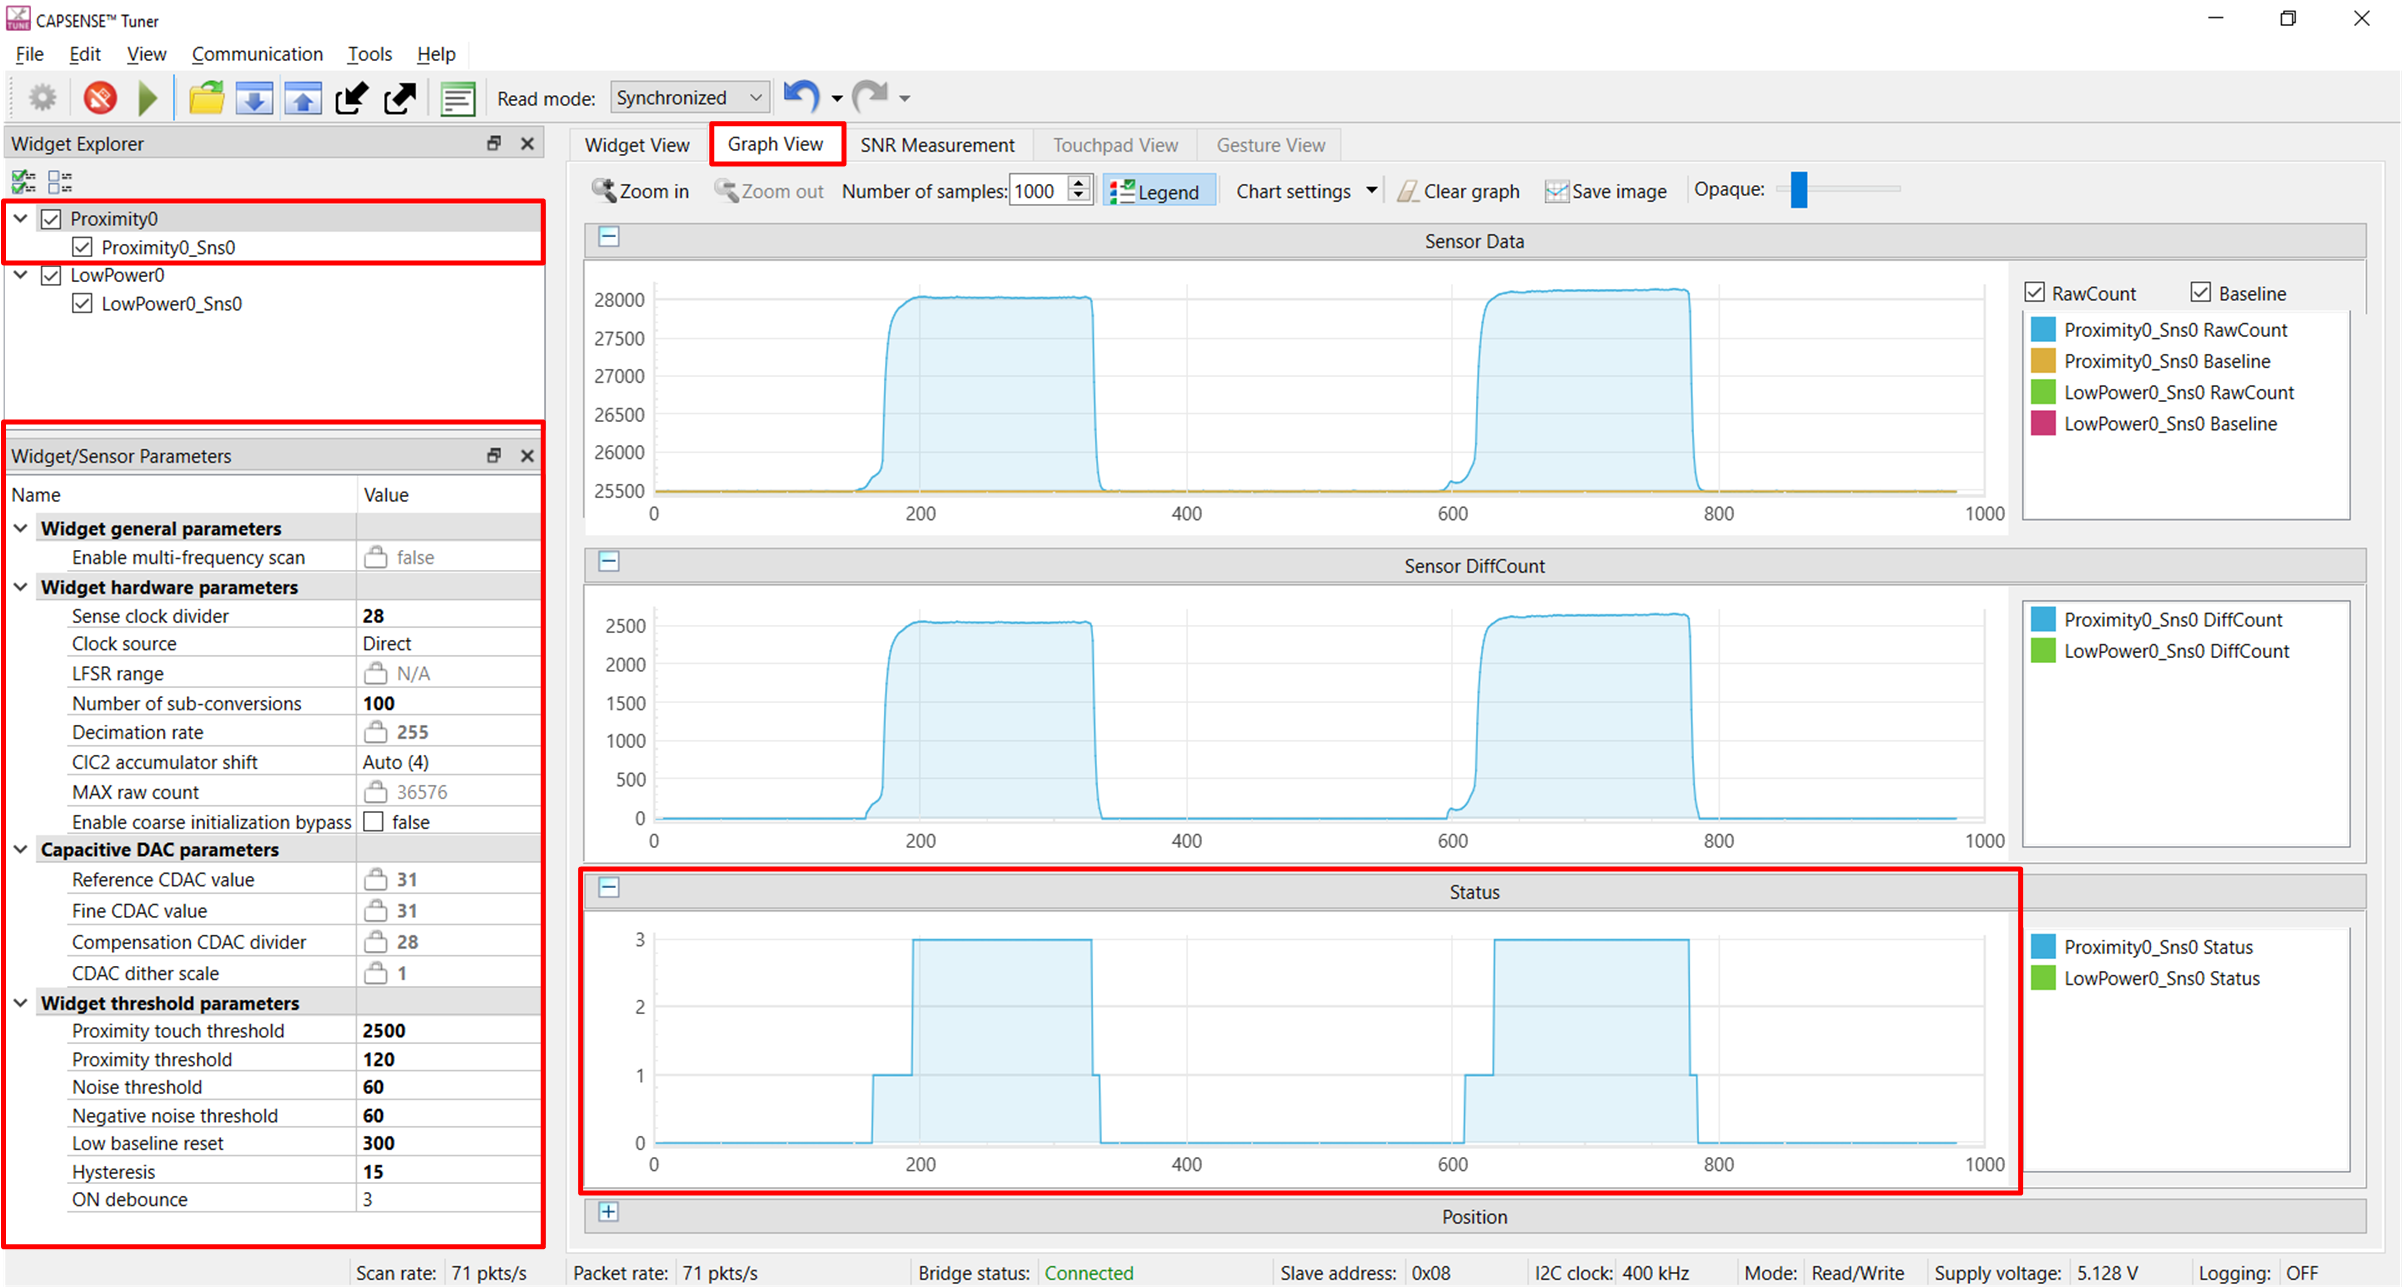 CAPSENSE™ Tuner
File Edit View Communication Tools Help
Read mode: Synchronized
Widget Explorer
Proximity0
Proximity0_Sns0
LowPower0
LowPower0_Sns0
Widget/Sensor Parameters
Name Value
Widget general parameters
Enable multi-frequency scan false
Widget hardware parameters
Sense clock divider 28
Clock source Direct
LFSR range N/A
Number of sub-conversions 100
Decimation rate 255
CIC2 accumulator shift Auto (4)
MAX raw count 36576
Enable coarse initialization bypass false
Capacitive DAC parameters
Reference CDAC value 31
Fine CDAC value 31
Compensation CDAC divider 28
CDAC dither scale 1
Widget threshold parameters
Proximity touch threshold 2500
Proximity threshold 120
Noise threshold 60
Negative noise threshold 60
Low baseline reset 300
Hysteresis 15
ON debounce 3
Widget View Graph View SNR Measurement Touchpad View Gesture View
Zoom in Zoom out Number of samples: 1000 Legend Chart settings Clear graph Save image Opaque:
Sensor Data
28000
27500
27000
26500
26000
25500
0 200 400 600 800 1000
RawCount Baseline
Proximity0_Sns0 RawCount
Proximity0_Sns0 Baseline
LowPower0_Sns0 RawCount
LowPower0_Sns0 Baseline
Sensor DiffCount
2500
2000
1500
1000
500
0
0 200 400 600 800 1000
Proximity0_Sns0 DiffCount
LowPower0_Sns0 DiffCount
Status
3
2
1
0
0 200 400 600 800 1000
Proximity0_Sns0 Status
LowPower0_Sns0 Status
Position
Scan rate: 71 pkts/s Packet rate: 71 pkts/s Bridge status: Connected Slave address: 0x08 I2C clock: 400 kHz Mode: Read/Write Supply voltage: 5.128 V Logging: OFF